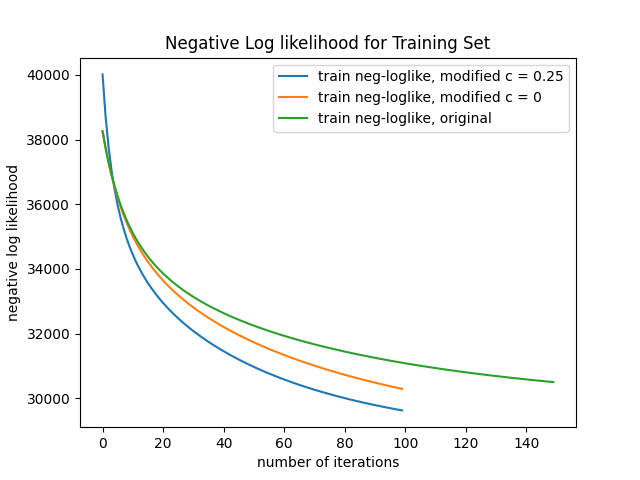 Negative Log likelihood for Training Set
train neg-loglike, modified c = 0.25
train neg-loglike, modified c = 0
train neg-loglike, original
negative log likelihood
40000
38000
36000
34000
32000
30000
0 20 40 60 80 100 120 140
number of iterations